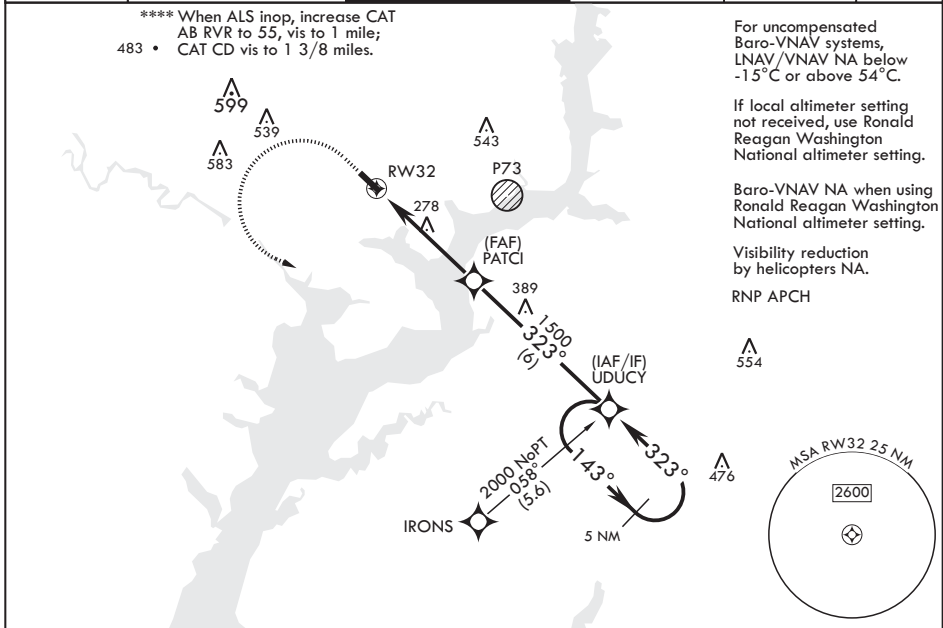 **** When ALS inop, increase CAT
AB RVR to 55, vis to 1 mile;
CAT CD vis to 1 3/8 miles.
483
599
539
583
543
P73
RW32
278
(FAF)
PATCI
389
1500
323°
(6)
(IAF/IF)
UDUCY
554
2000 NoPT
058°
(5.6)
143°
323°
476
IRONS
5 NM
For uncompensated
Baro-VNAV systems,
LNAV/VNAV NA below
-15°C or above 54°C.
If local altimeter setting
not received, use Ronald
Reagan Washington
National altimeter setting.
Baro-VNAV NA when using
Ronald Reagan Washington
National altimeter setting.
Visibility reduction
by helicopters NA.
RNP APCH
MSA RW32 25 NM
2600